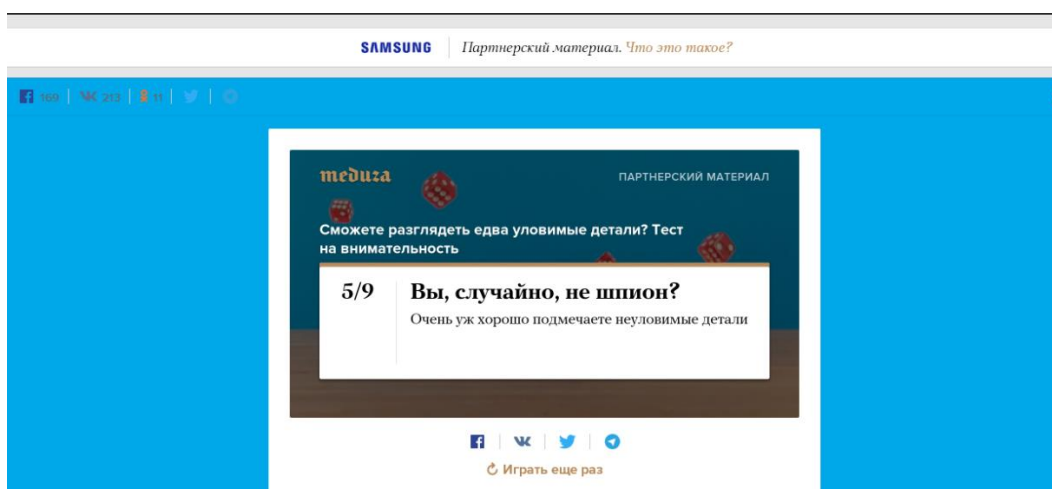 SAMSUNG Партнерский материал. Что это такое?
169 213 11
meduza ПАРТНЕРСКИЙ МАТЕРИАЛ
Сможете разглядеть едва уловимые детали? Тест
на внимательность
5/9 Вы, случайно, не шпион?
Очень уж хорошо подмечаете неуловимые детали
Играть еще раз